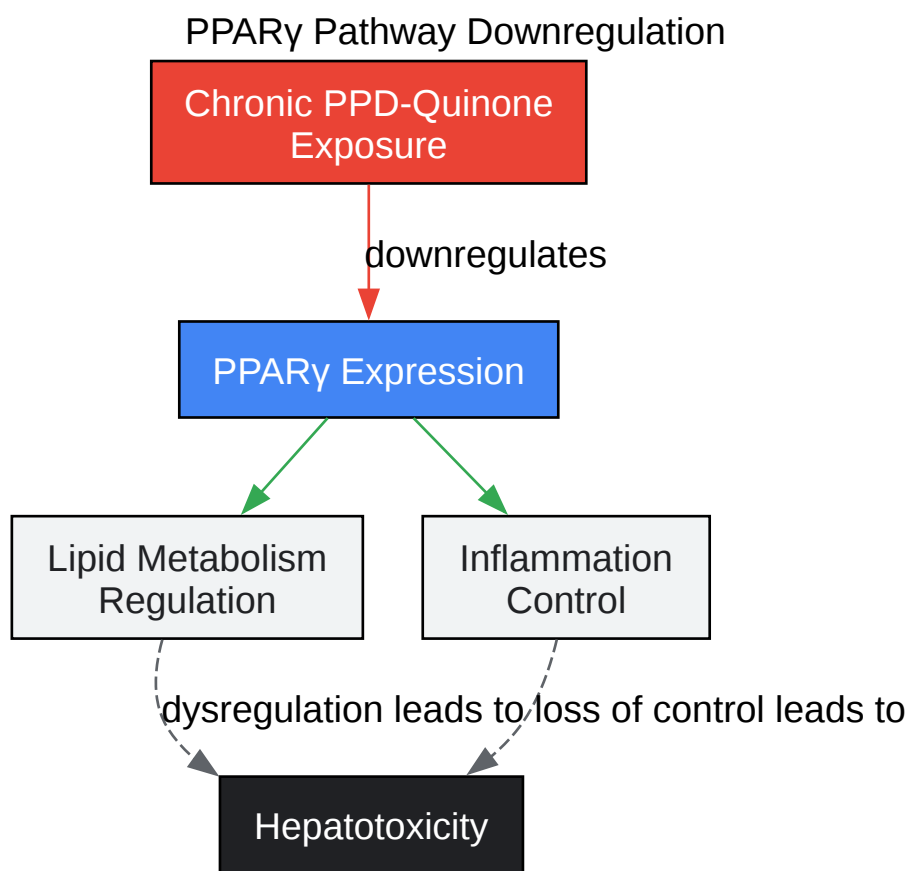 PPARγ Pathway Downregulation
Chronic PPD-Quinone
Exposure
downregulates
PPARγ Expression
Lipid Metabolism
Regulation
Inflammation
Control
dysregulation leads to
loss of control leads to
Hepatotoxicity